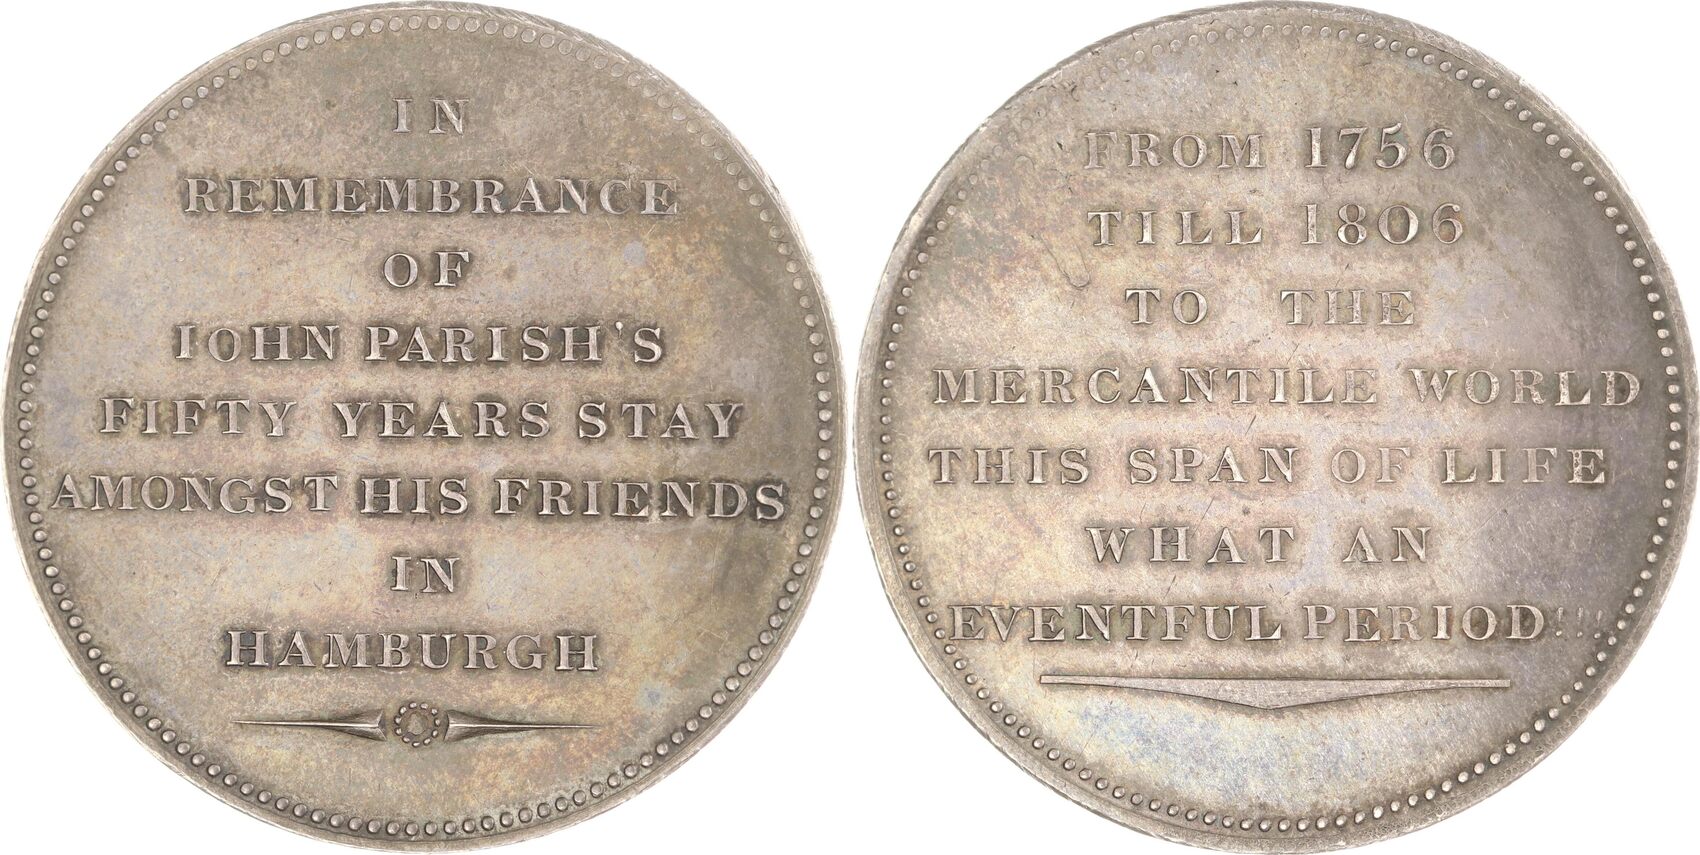 IN
REMEMBRANCE
OF
IOHN PARISH'S
FIFTY YEARS STAY
AMONGST HIS FRIENDS
IN
HAMBURGH
FROM 1756
TILL 1806
TO THE
MERCANTILE WORLD
THIS SPAN OF LIFE
WHAT AN
EVENTFUL PERIOD!!!